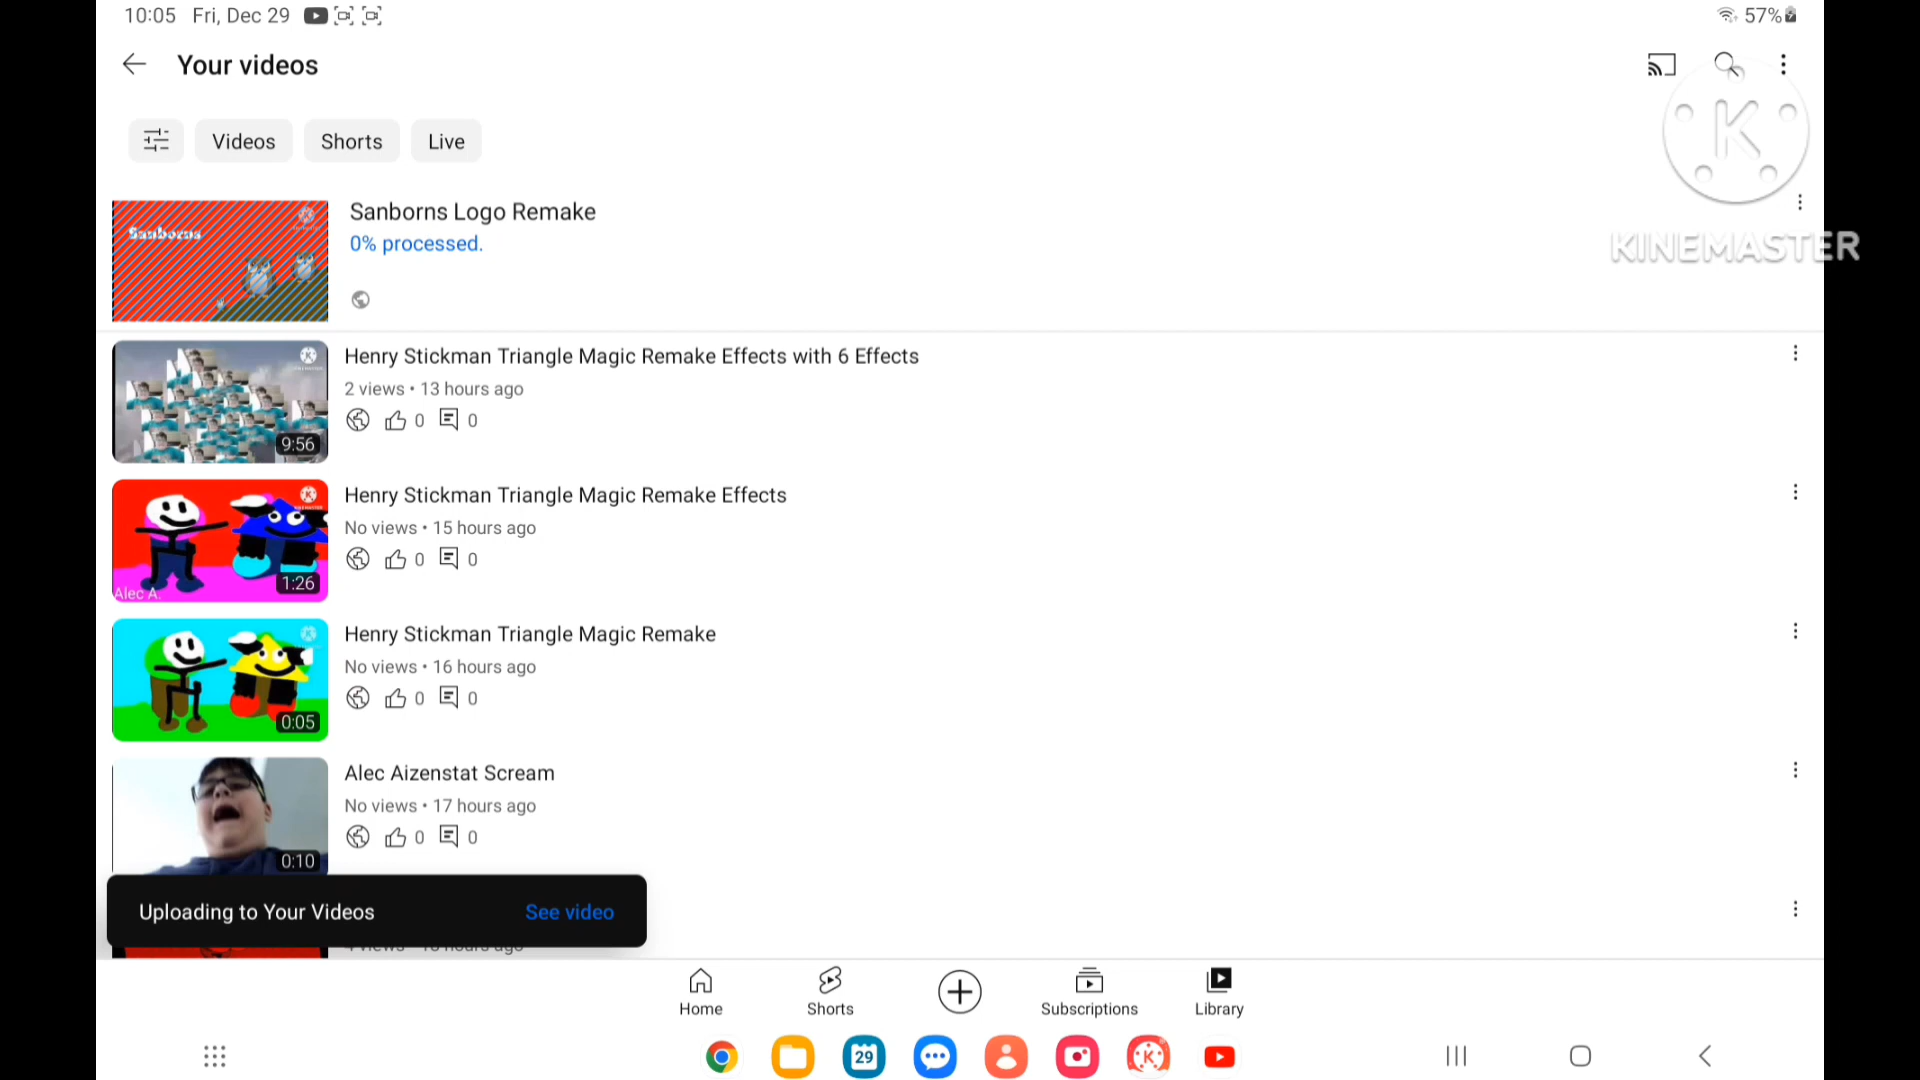 10:05 Fri, Dec 29
57%
Your videos
K
KINEMASTER
Videos
Shorts
Live
Sanborns
Sanborns Logo Remake
0% processed.
Henry Stickman Triangle Magic Remake Effects with 6 Effects
2 views • 13 hours ago
0
0
9:56
Henry Stickman Triangle Magic Remake Effects
No views • 15 hours ago
0
0
1:26
Alec A.
Henry Stickman Triangle Magic Remake
No views • 16 hours ago
0
0
0:05
Alec Aizenstat Scream
No views • 17 hours ago
0
0
0:10
Uploading to Your Videos
See video
Home
Shorts
Subscriptions
Library
29
K